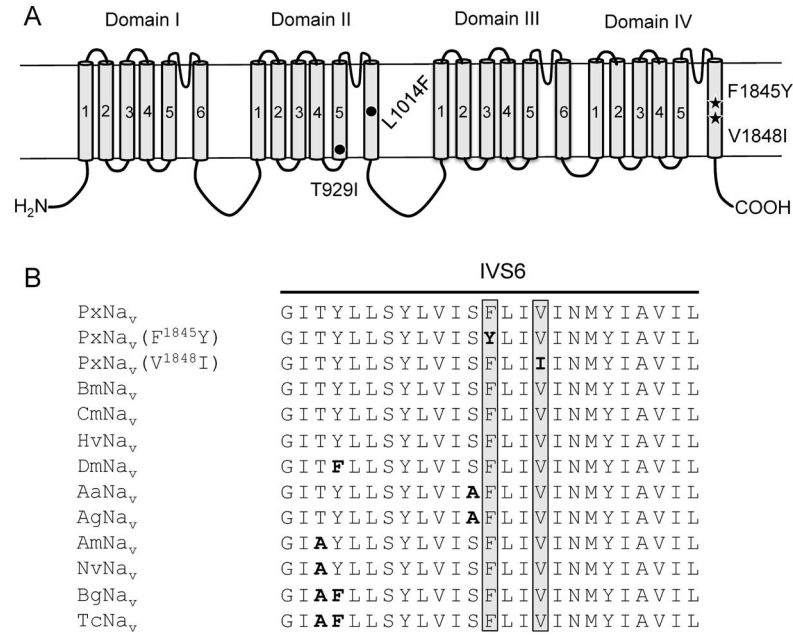 A
Domain I Domain II Domain III Domain IV
1 2 3 4 5 6 1 2 3 4 5 1 2 3 4 5 6 1 2 3 4 5
L1014F
F1845Y
V1848I
T929I
H₂N
COOH
B
IVS6
PxNaᵥ GITYLLSYLVISFLIVINMYIAVIL
PxNaᵥ(F¹⁸⁴⁵Y) GITYLLSYLVISYLIVINMYIAVIL
PxNaᵥ(V¹⁸⁴⁸I) GITYLLSYLVISFLIIINMYIAVIL
BmNaᵥ GITYLLSYLVISFLIVINMYIAVIL
CmNaᵥ GITYLLSYLVISFLIVINMYIAVIL
HvNaᵥ GITYLLSYLVISFLIVINMYIAVIL
DmNaᵥ GITFLLSYLVISFLIVINMYIAVIL
AaNaᵥ GITYLLSYLVIAFLIVINMYIAVIL
AgNaᵥ GITYLLSYLVIAFLIVINMYIAVIL
AmNaᵥ GIAYLLSYLVISFLIVINMYIAVIL
NvNaᵥ GIAYLLSYLVISFLIVINMYIAVIL
BgNaᵥ GIAFLLSYLVISFLIVINMYIAVIL
TcNaᵥ GIAFLLSYLVISFLIVINMYIAVIL